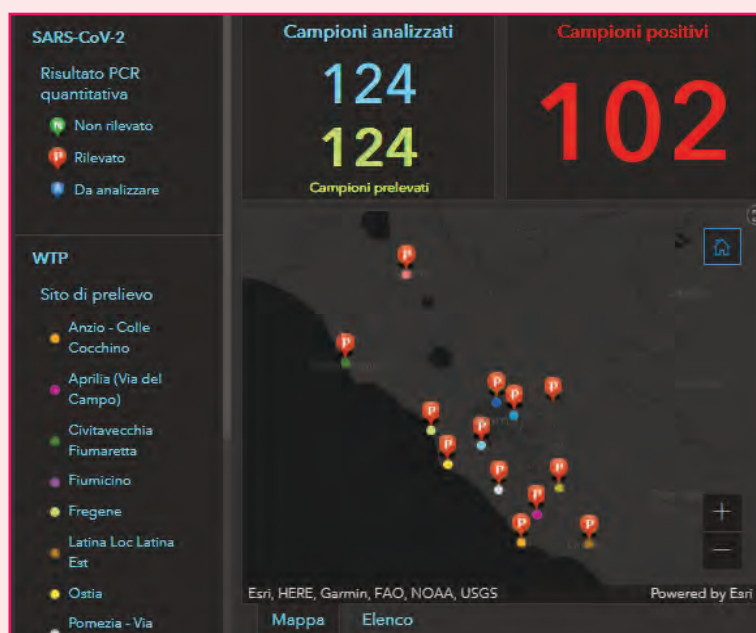 SARS-CoV-2
Risultato PCR
quantitativa
N Non rilevato
P Rilevato
Da analizzare
WTP
Sito di prelievo
Anzio - Colle
Cocchino
Aprilia (Via del
Campo)
Civitavecchia
Fiumaretta
Fiumicino
Fregene
Latina Loc Latina
Est
Ostia
Pomezia - Via
Campioni analizzati
124
124
Campioni prelevati
Campioni positivi
102
P
P
P
P
P
P
P
P
P
P
P
P
P
+
−
Esri, HERE, Garmin, FAO, NOAA, USGS
Powered by Esri
Mappa Elenco